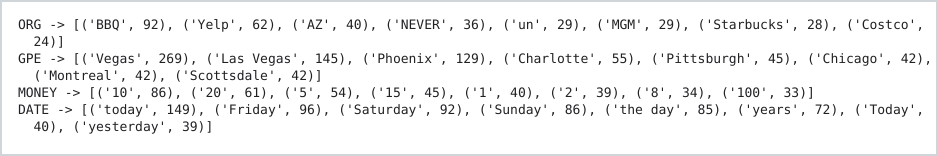 ORG -> [('BBQ', 92), ('Yelp', 62), ('AZ', 40), ('NEVER', 36), ('un', 29), ('MGM', 29), ('Starbucks', 28), ('Costco',
24)]
GPE -> [('Vegas', 269), ('Las Vegas', 145), ('Phoenix', 129), ('Charlotte', 55), ('Pittsburgh', 45), ('Chicago', 42),
('Montreal', 42), ('Scottsdale', 42)]
MONEY -> [('10', 86), ('20', 61), ('5', 54), ('15', 45), ('1', 40), ('2', 39), ('8', 34), ('100', 33)]
DATE -> [('today', 149), ('Friday', 96), ('Saturday', 92), ('Sunday', 86), ('the day', 85), ('years', 72), ('Today',
40), ('yesterday', 39)]